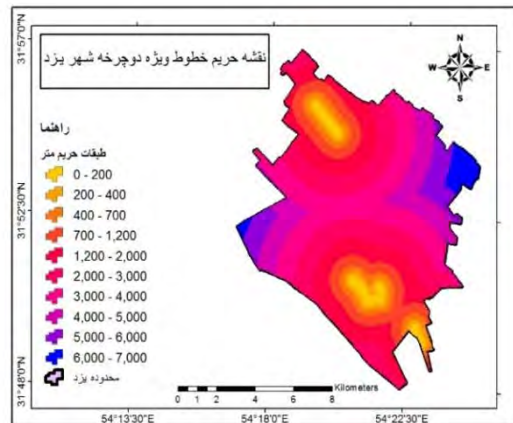 نقشه حریم خطوط ویژه دوچرخه شهر یزد
N
W E
S
راهنما
طبقات حریم متر
0 - 200
200 - 400
400 - 700
700 - 1,200
1,200 - 2,000
2,000 - 3,000
3,000 - 4,000
4,000 - 5,000
5,000 - 6,000
6,000 - 7,000
محدوده یزد
Kilometers
0 1 2 4 6 8
31°57'0"N
31°52'30"N
31°48'0"N
54°13'30"E 54°18'0"E 54°22'30"E